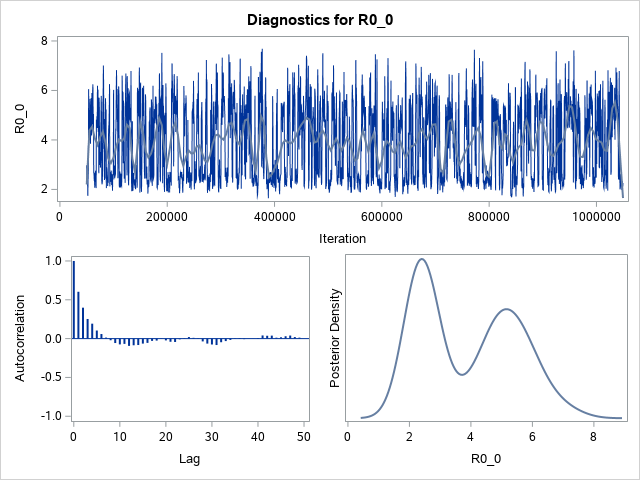 Diagnostics for R0_0
R0_0
8
6
4
2
0 200000 400000 600000 800000 1000000
Iteration
Autocorrelation
1.0
0.5
0.0
-0.5
-1.0
0 10 20 30 40 50
Lag
Posterior Density
0 2 4 6 8
R0_0